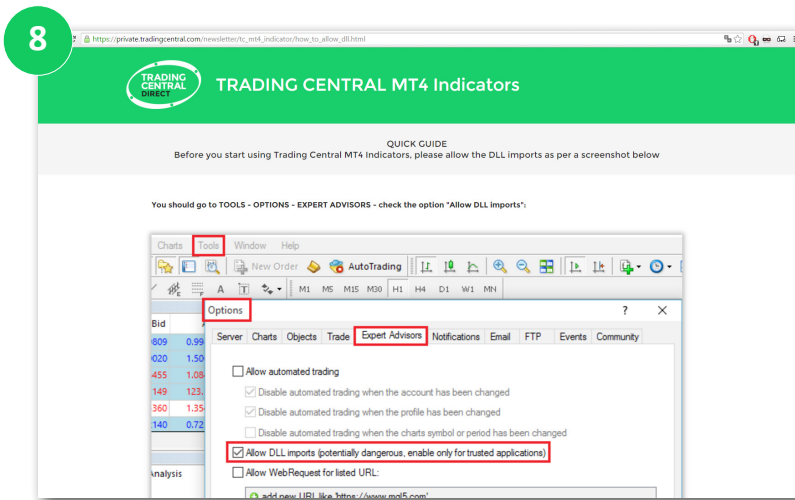 8
https://private.tradingcentral.com/newsletter/tc_mt4_indicator/how_to_allow_dll.html
TRADING
CENTRAL
DIRECT
TRADING CENTRAL MT4 Indicators
QUICK GUIDE
Before you start using Trading Central MT4 Indicators, please allow the DLL imports as per a screenshot below
You should go to TOOLS - OPTIONS - EXPERT ADVISORS - check the option "Allow DLL imports":
Charts Tools Window Help
New Order AutoTrading
A T M1 M5 M15 M30 H1 H4 D1 W1 MN
Options ?
Bid
Server Charts Objects Trade Expert Advisors Notifications Email FTP Events Community
809 0.99
020 1.50
455 1.08
149 123.
360 1.35
140 0.72
Allow automated trading
Disable automated trading when the account has been changed
Disable automated trading when the profile has been changed
Disable automated trading when the charts symbol or period has been changed
Allow DLL imports (potentially dangerous, enable only for trusted applications)
Analysis
Allow WebRequest for listed URL:
add new URL like 'https://www.mql5.com'